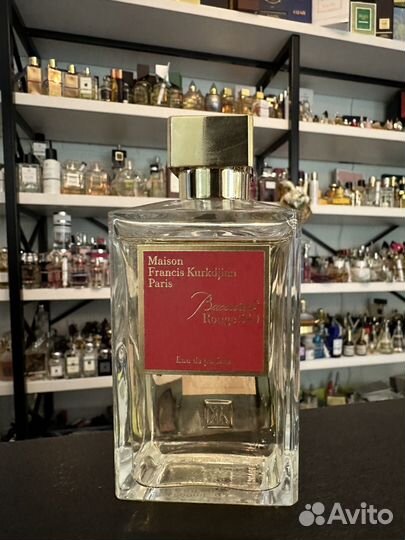 Maison
Francis Kurkdjian
Paris
Baccarat
Rouge 540
Eau de parfum
Avito